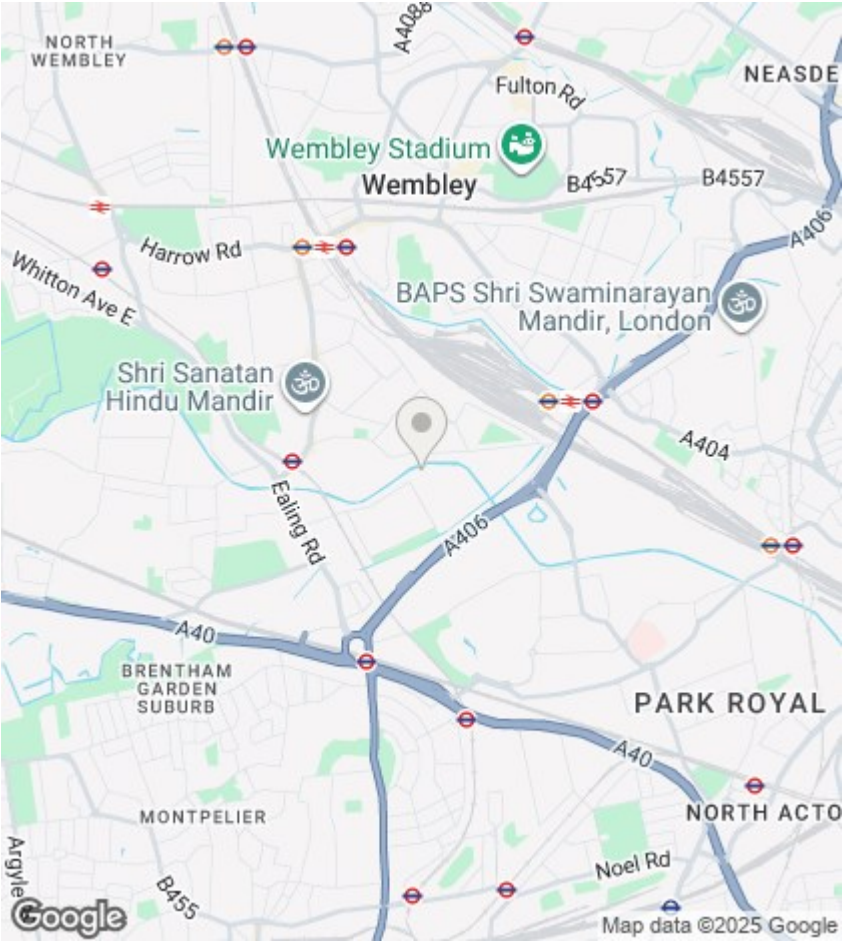 NORTH
WEMBLEY
A4088
Fulton Rd
NEASDE
Wembley Stadium
Wembley
B4557
B4557
Harrow Rd
A406
Whitton Ave E
BAPS Shri Swaminarayan
Mandir, London
Shri Sanatan
Hindu Mandir
A404
Ealing Rd
A406
A40
BRENTHAM
GARDEN
SUBURB
PARK ROYAL
A40
MONTPELIER
NORTH ACTO
Argyle
B455
Noel Rd
Google
Map data ©2025 Google